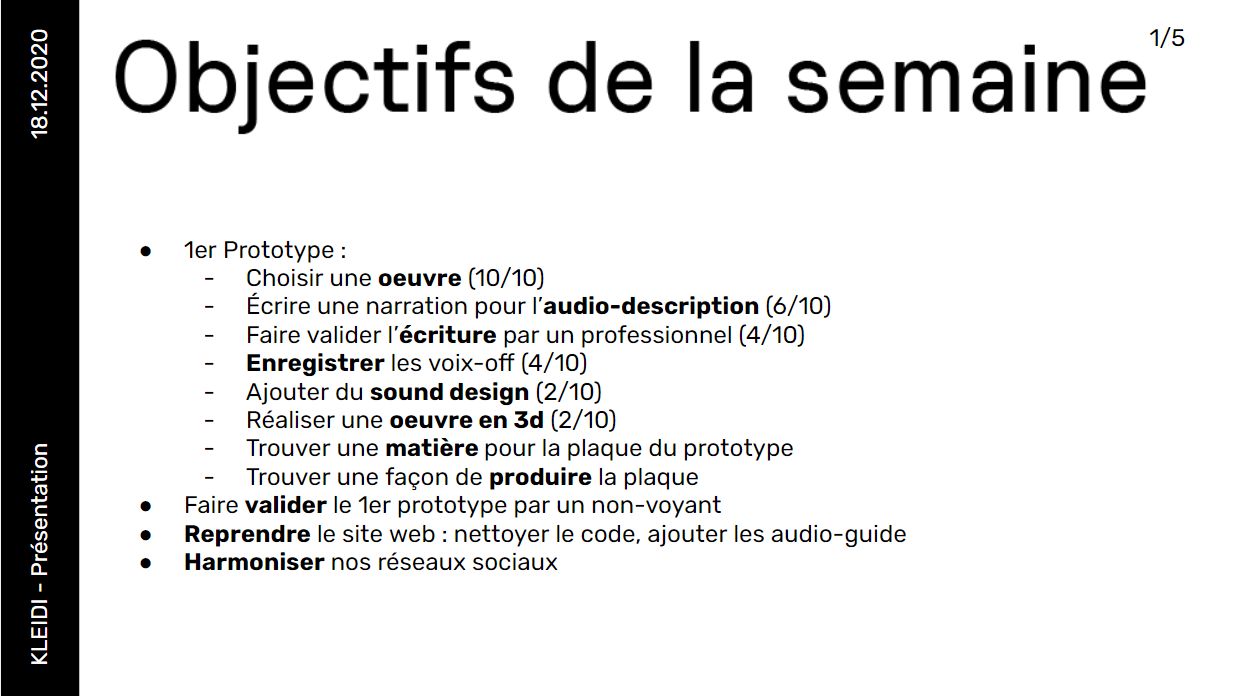 18.12.2020
KLEIDI - Présentation
Objectifs de la semaine
1/5
● 1er Prototype :
- Choisir une oeuvre (10/10)
- Écrire une narration pour l'audio-description (6/10)
- Faire valider l'écriture par un professionnel (4/10)
- Enregistrer les voix-off (4/10)
- Ajouter du sound design (2/10)
- Réaliser une oeuvre en 3d (2/10)
- Trouver une matière pour la plaque du prototype
- Trouver une façon de produire la plaque
● Faire valider le 1er prototype par un non-voyant
● Reprendre le site web : nettoyer le code, ajouter les audio-guide
● Harmoniser nos réseaux sociaux